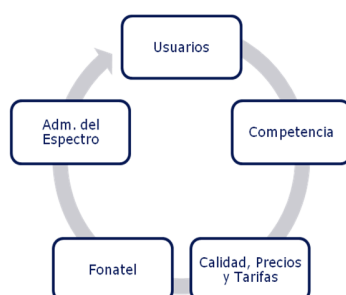 Usuarios
Competencia
Calidad, Precios
y Tarifas
Fonatel
Adm. del
Espectro